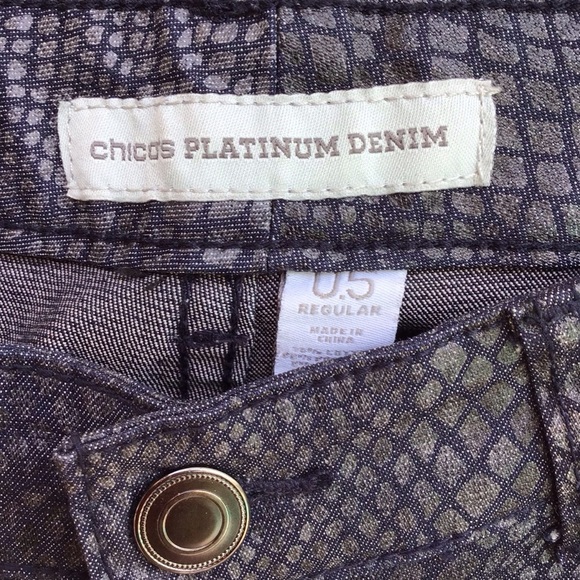 chicos PLATINUM DENIM
0.5
REGULAR
MADE IN
CHINA